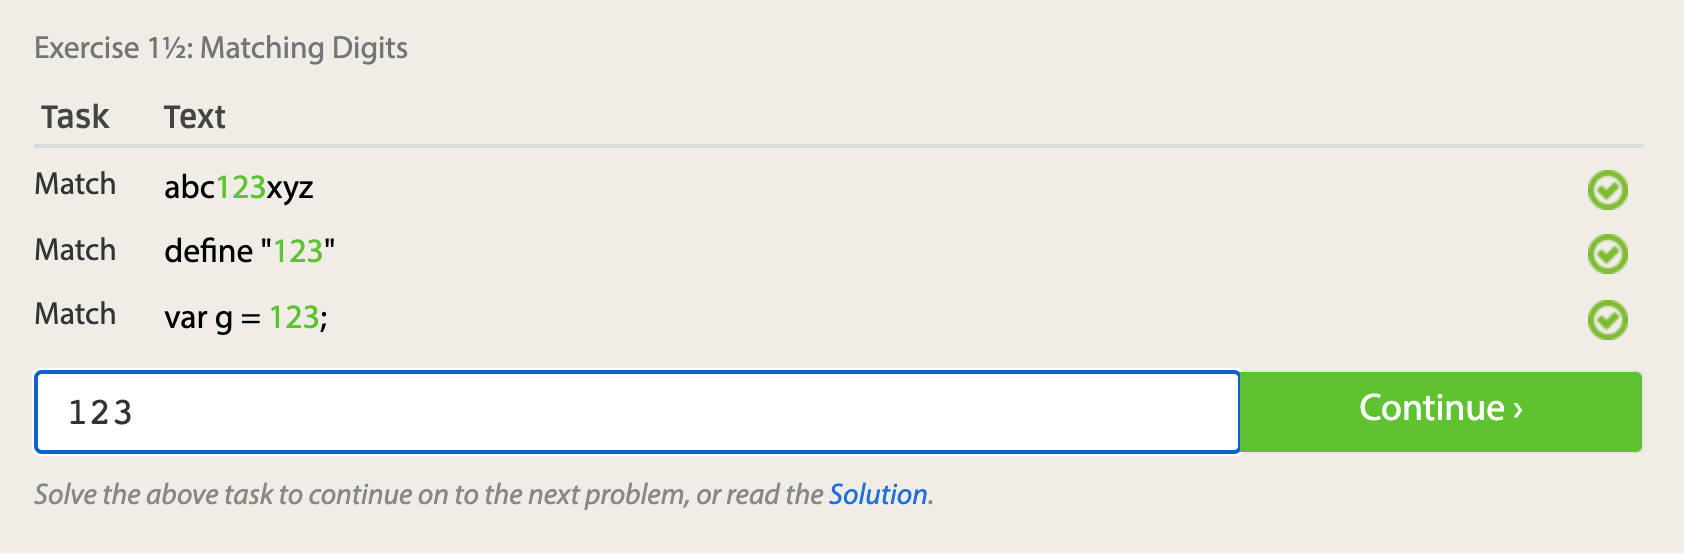 Exercise 1½: Matching Digits
Task Text
Match abc123xyz
Match define "123"
Match var g = 123;
123 Continue ›
Solve the above task to continue on to the next problem, or read the Solution.